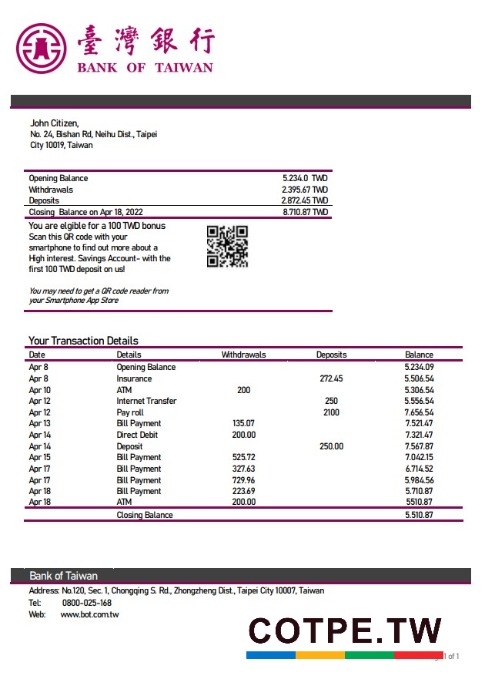 臺灣銀行
BANK OF TAIWAN
John Citizen,
No. 24, Bishan Rd, Neihu Dist., Taipei
City 10019, Taiwan
Opening Balance 5.234.0 TWD
Withdrawals 2.395.67 TWD
Deposits 2.872.45 TWD
Closing Balance on Apr 18, 2022 8.710.87 TWD
You are elgible for a 100 TWD bonus
Scan this QR code with your
smartphone to find out more about a
High interest. Savings Account- with the
first 100 TWD deposit on us!
You may need to get a QR code reader from
your Smartphone App Store
Your Transaction Details
Date Details Withdrawals Deposits Balance
Apr 8 Opening Balance 5.234.09
Apr 8 Insurance 272.45 5.506.54
Apr 10 ATM 200 5.306.54
Apr 12 Internet Transfer 250 5.556.54
Apr 12 Pay roll 2100 7.656.54
Apr 13 Bill Payment 135.07 7.521.47
Apr 14 Direct Debit 200.00 7.321.47
Apr 14 Deposit 250.00 7.567.87
Apr 15 Bill Payment 525.72 7.042.15
Apr 17 Bill Payment 327.63 6.714.52
Apr 17 Bill Payment 729.96 5.984.56
Apr 18 Bill Payment 223.69 5.710.87
Apr 18 ATM 200.00 5510.87
Closing Balance 5.510.87
Bank of Taiwan
Address: No.120, Sec. 1, Chongqing S. Rd., Zhongzheng Dist., Taipei City 10007, Taiwan
Tel: 0800-025-168
Web: www.bot.com.tw
COTPE.TW
1 of 1